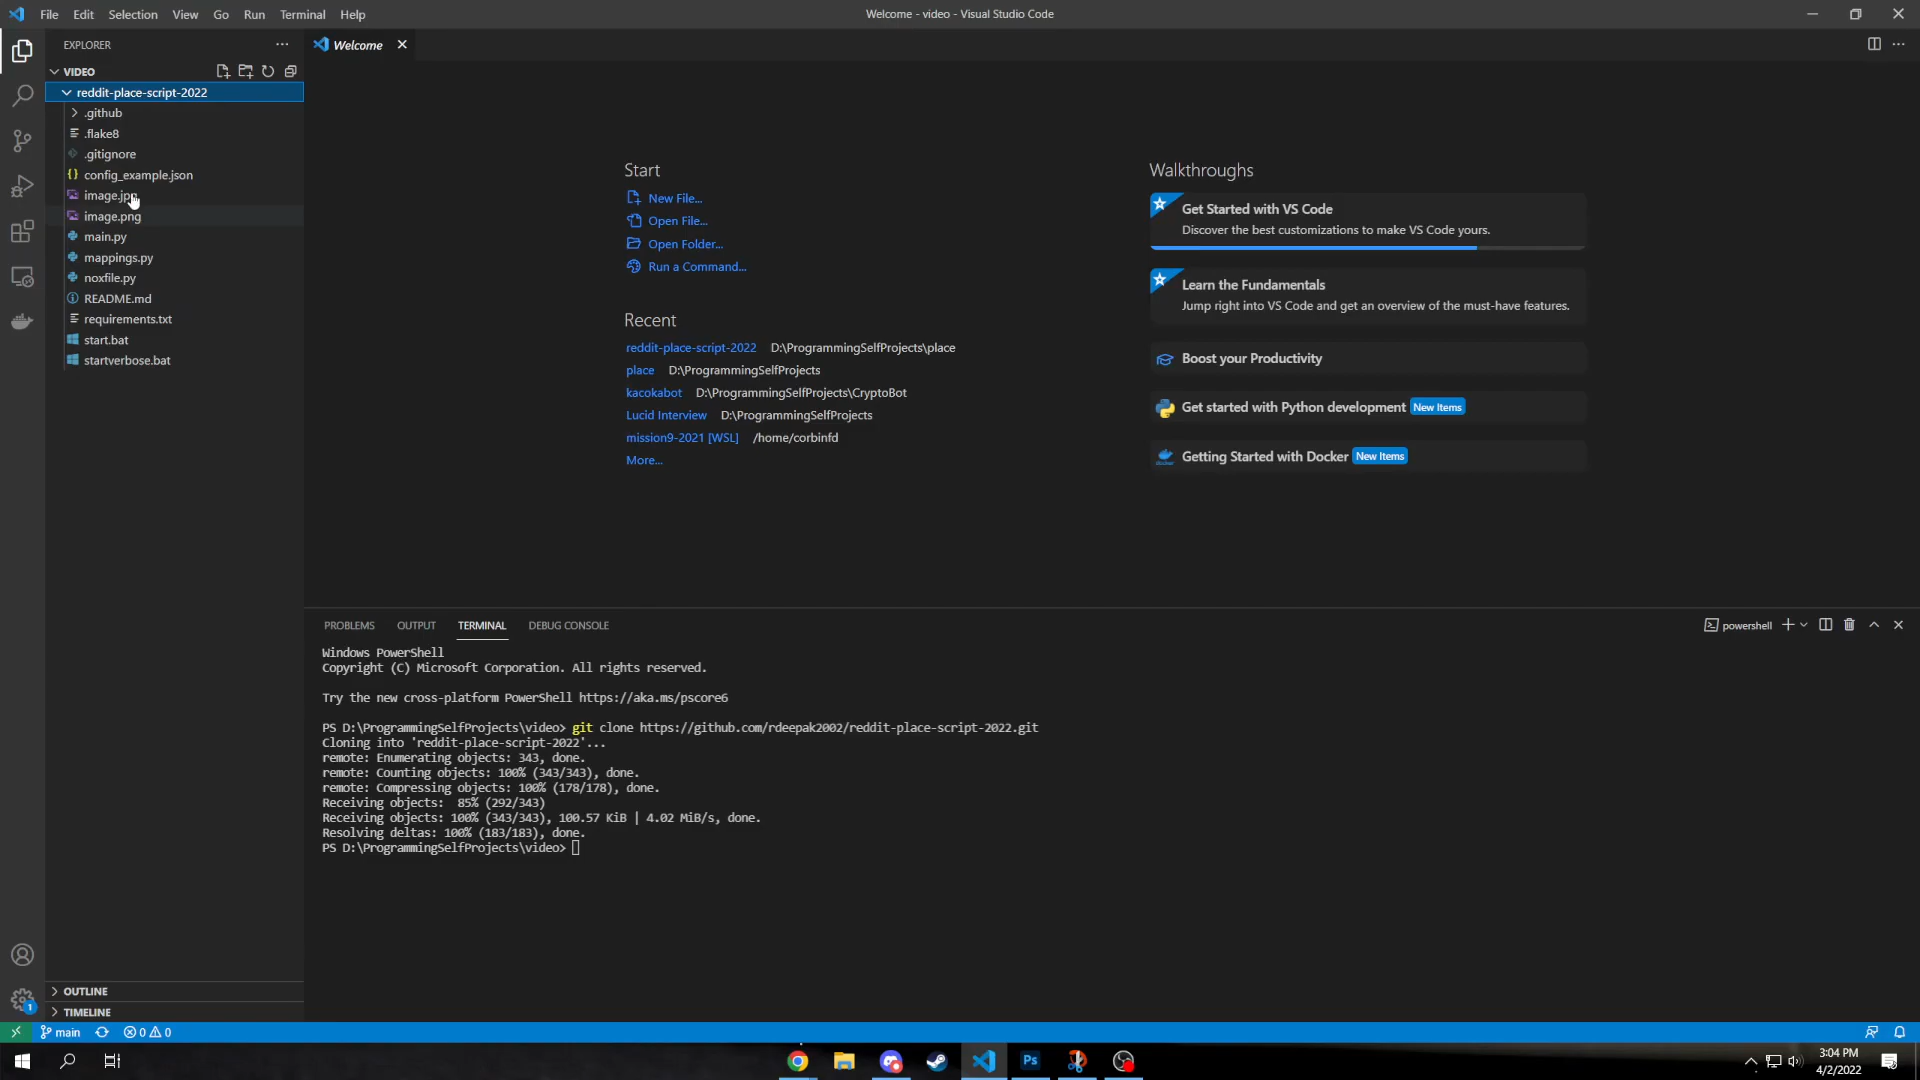 File Edit Selection View Go Run Terminal Help
Welcome - video - Visual Studio Code
EXPLORER
Welcome
VIDEO
reddit-place-script-2022
.github
.flake8
.gitignore
config_example.json
image.jpg
image.png
main.py
mappings.py
noxfile.py
README.md
requirements.txt
start.bat
startverbose.bat
Start
New File...
Open File...
Open Folder...
Run a Command...
Recent
reddit-place-script-2022 D:\ProgrammingSelfProjects\place
place D:\ProgrammingSelfProjects
kacokabot D:\ProgrammingSelfProjects\CryptoBot
Lucid Interview D:\ProgrammingSelfProjects
mission9-2021 [WSL] /home/corbinfd
More...
Walkthroughs
Get Started with VS Code
Discover the best customizations to make VS Code yours.
Learn the Fundamentals
Jump right into VS Code and get an overview of the must-have features.
Boost your Productivity
Get started with Python development New Items
Getting Started with Docker New Items
PROBLEMS OUTPUT TERMINAL DEBUG CONSOLE
powershell
Windows PowerShell
Copyright (C) Microsoft Corporation. All rights reserved.
Try the new cross-platform PowerShell https://aka.ms/pscore6
PS D:\ProgrammingSelfProjects\video> git clone https://github.com/rdeepak2002/reddit-place-script-2022.git
Cloning into 'reddit-place-script-2022'...
remote: Enumerating objects: 343, done.
remote: Counting objects: 100% (343/343), done.
remote: Compressing objects: 100% (178/178), done.
Receiving objects:  85% (292/343)
Receiving objects: 100% (343/343), 100.57 KiB | 4.02 MiB/s, done.
Resolving deltas: 100% (183/183), done.
PS D:\ProgrammingSelfProjects\video>
OUTLINE
TIMELINE
1
main 0 0
Ps
3:04 PM
4/2/2022